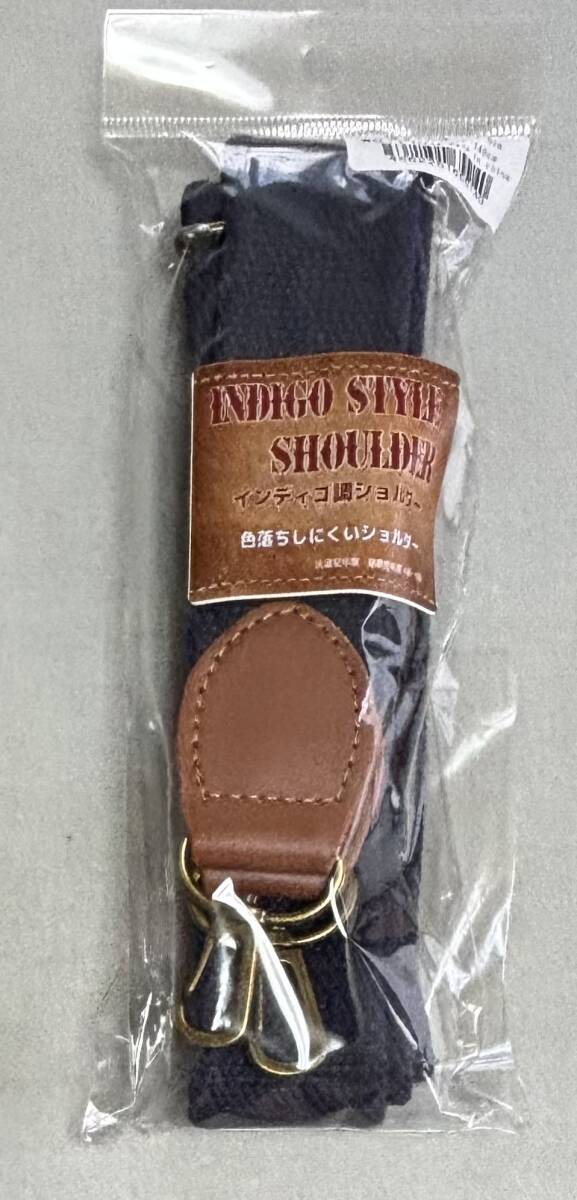 140cm
INDIGO STYLE
SHOULDER
インディゴ調ショルダー
色落ちしにくいショルダー